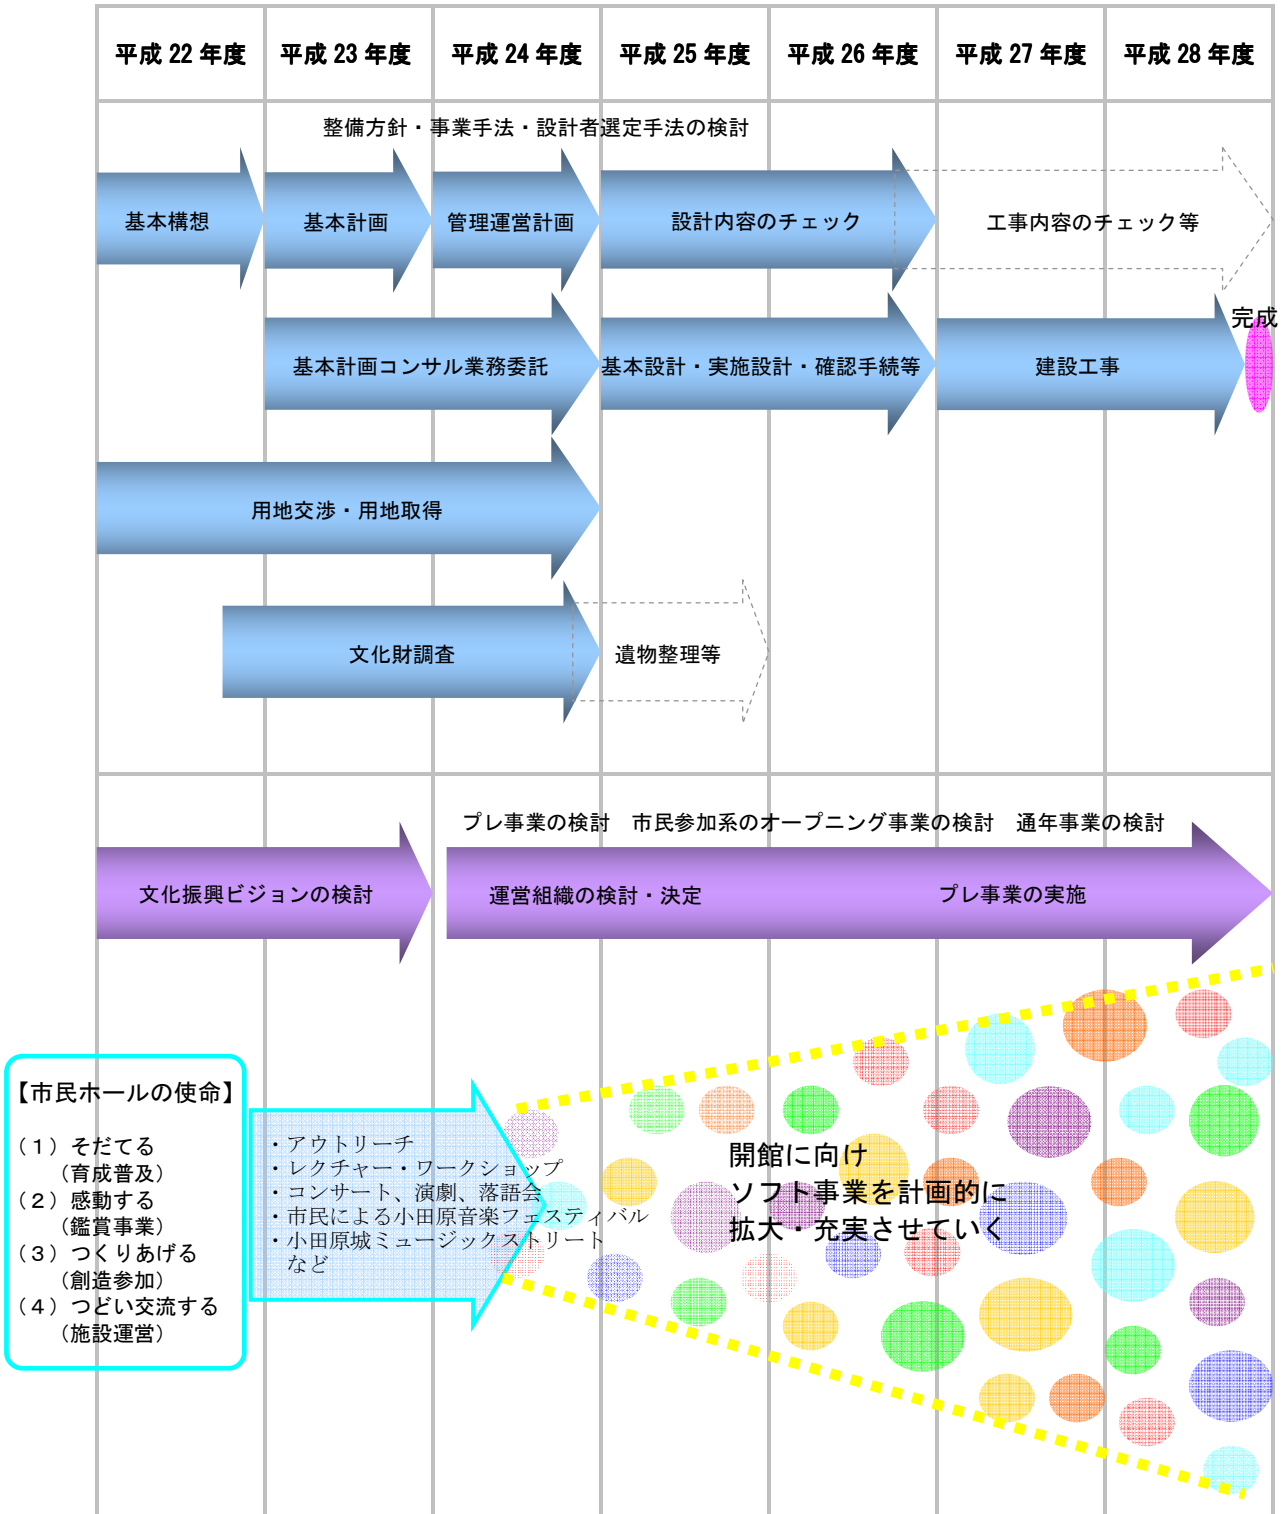 平成 22 年度
平成 23 年度
平成 24 年度
平成 25 年度
平成 26 年度
平成 27 年度
平成 28 年度
整備方針・事業手法・設計者選定手法の検討
基本構想
基本計画
管理運営計画
設計内容のチェック
工事内容のチェック等
完成
基本計画コンサル業務委託
基本設計・実施設計・確認手続等
建設工事
用地交渉・用地取得
文化財調査
遺物整理等
プレ事業の検討　市民参加系のオープニング事業の検討　通年事業の検討
文化振興ビジョンの検討
運営組織の検討・決定
プレ事業の実施
【市民ホールの使命】
（１）そだてる
（育成普及）
（２）感動する
（鑑賞事業）
（３）つくりあげる
（創造参加）
（４）つどい交流する
（施設運営）
・アウトリーチ
・レクチャー・ワークショップ
・コンサート、演劇、落語会
・市民による小田原音楽フェスティバル
・小田原城ミュージックストリート
など
開館に向け
ソフト事業を計画的に
拡大・充実させていく